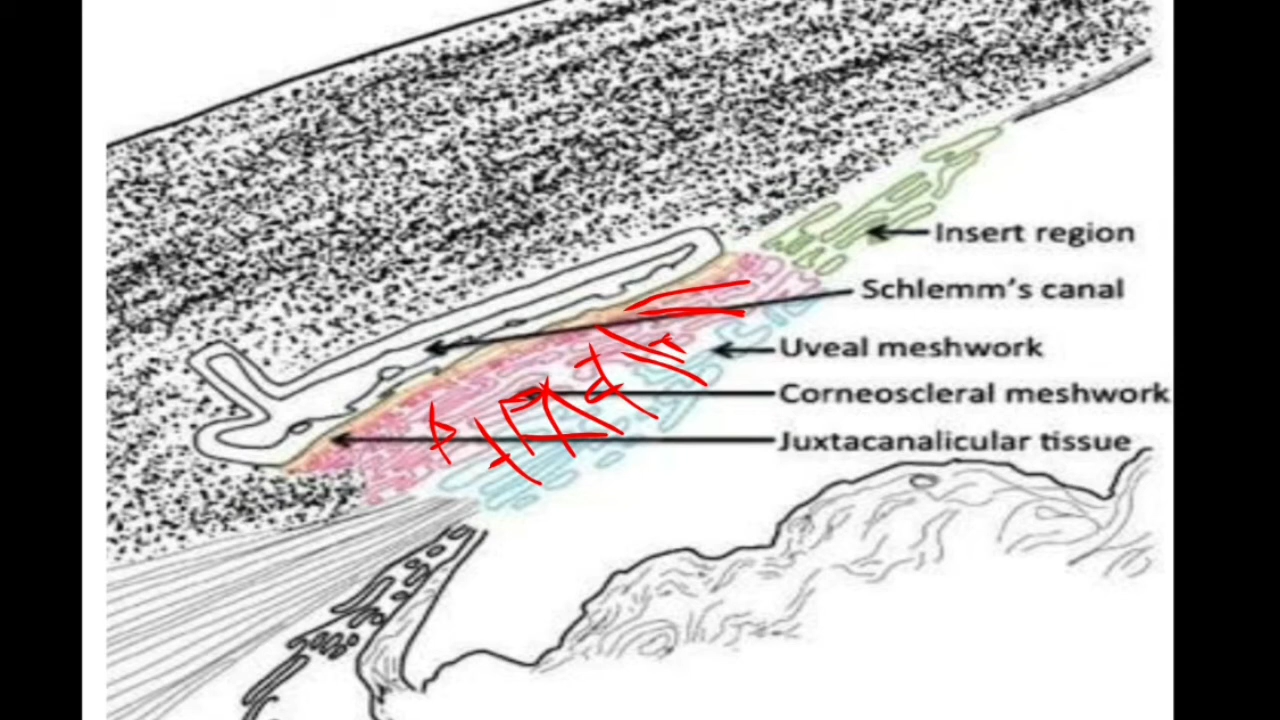 Insert region
Schlemm's canal
Uveal meshwork
Corneoscleral meshwork
Juxtacanalicular tissue